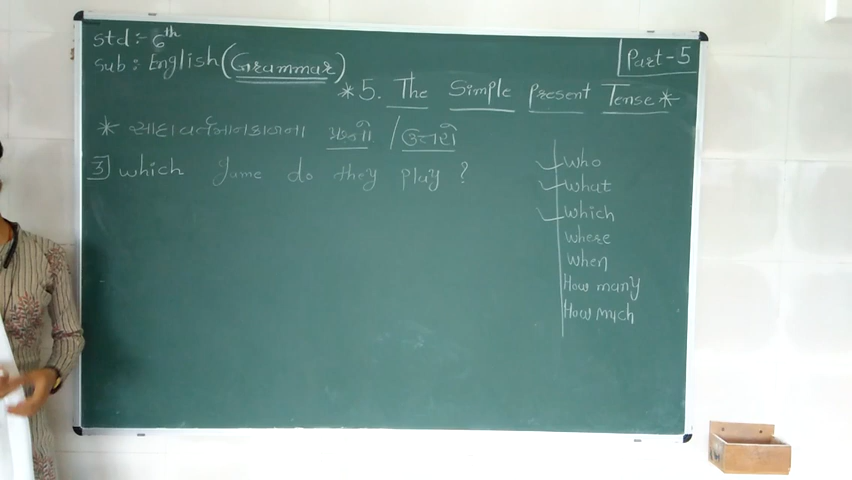 std:- 6th
Sub: English (Grammar)
Part-5
* 5. The Simple Present Tense *
* સાદા વર્તમાનકાળના પ્રશ્નો / ઉત્તરો
3 which game do they play ?
who
what
which
where
when
How many
How much